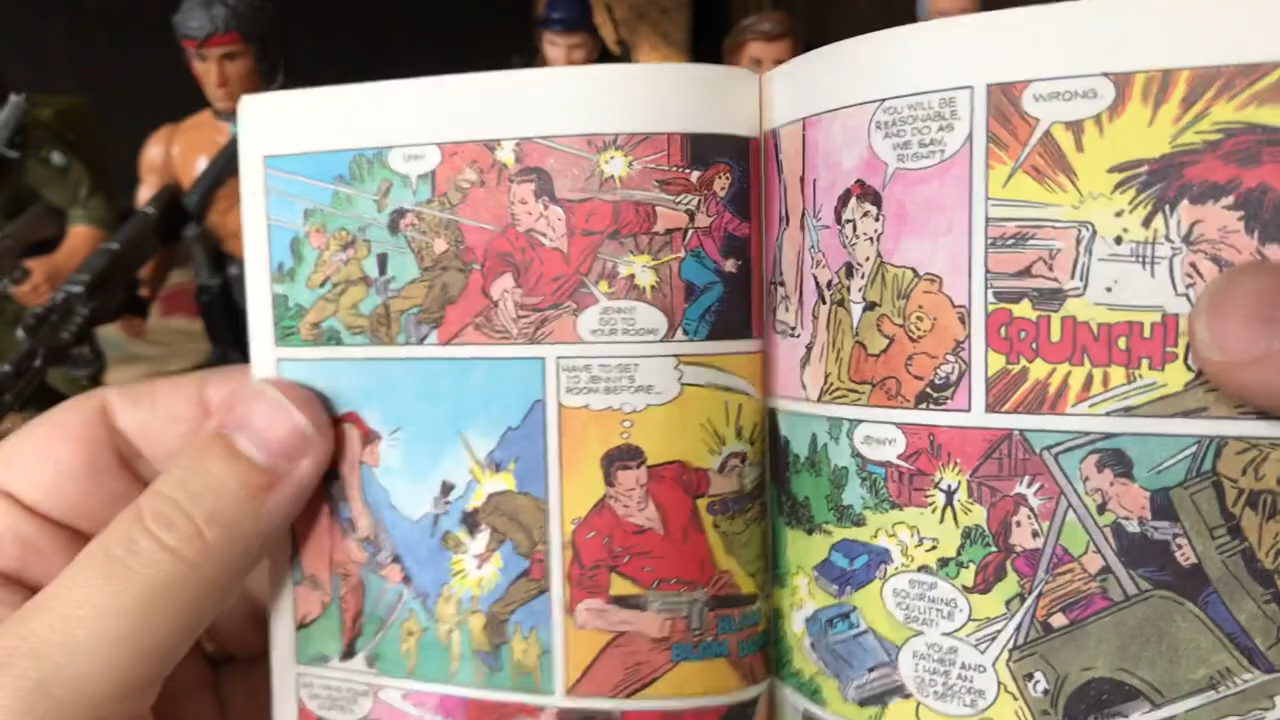 JENNY!
GO TO
YOUR ROOM!
HAVE TO GET
TO JENNY'S
ROOM BEFORE...
BLAM
BLAM
YOU WILL BE
REASONABLE,
AND DO AS
WE SAY,
RIGHT?
WRONG.
CRUNCH!
JENNY!
STOP
SQUIRMING,
YOU LITTLE
BRAT!
YOUR
FATHER AND
I HAVE AN
OLD SCORE
TO SETTLE